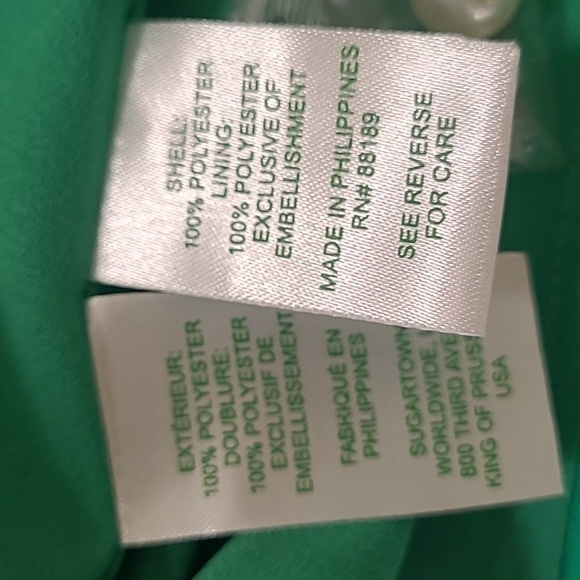 SHELL:
100% POLYESTER
LINING:
100% POLYESTER
EXCLUSIVE OF
EMBELLISHMENT
MADE IN PHILIPPINES
RN# 88189
SEE REVERSE
FOR CARE
EXTÉRIEUR:
100% POLYESTER
DOUBLURE:
100% POLYESTER
EXCLUSIF DE
EMBELLISSEMENT
FABRIQUÉ EN
PHILIPPINES
SUGARTOWN
WORLDWIDE,
800 THIRD AVE
KING OF PRUS
USA